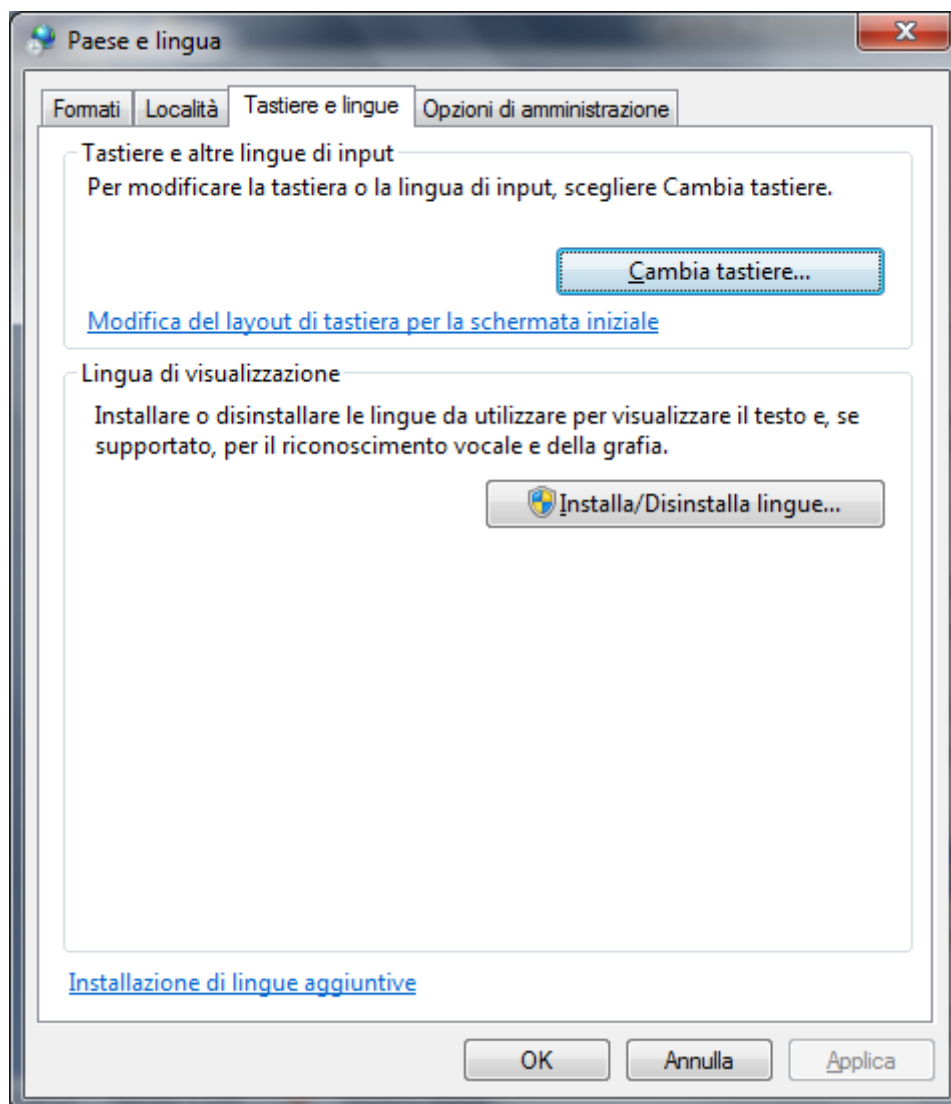 Paese e lingua
Formati
Località
Tastiere e lingue
Opzioni di amministrazione
Tastiere e altre lingue di input
Per modificare la tastiera o la lingua di input, scegliere Cambia tastiere.
Cambia tastiere...
Modifica del layout di tastiera per la schermata iniziale
Lingua di visualizzazione
Installare o disinstallare le lingue da utilizzare per visualizzare il testo e, se
supportato, per il riconoscimento vocale e della grafia.
Installa/Disinstalla lingue...
Installazione di lingue aggiuntive
OK
Annulla
Applica